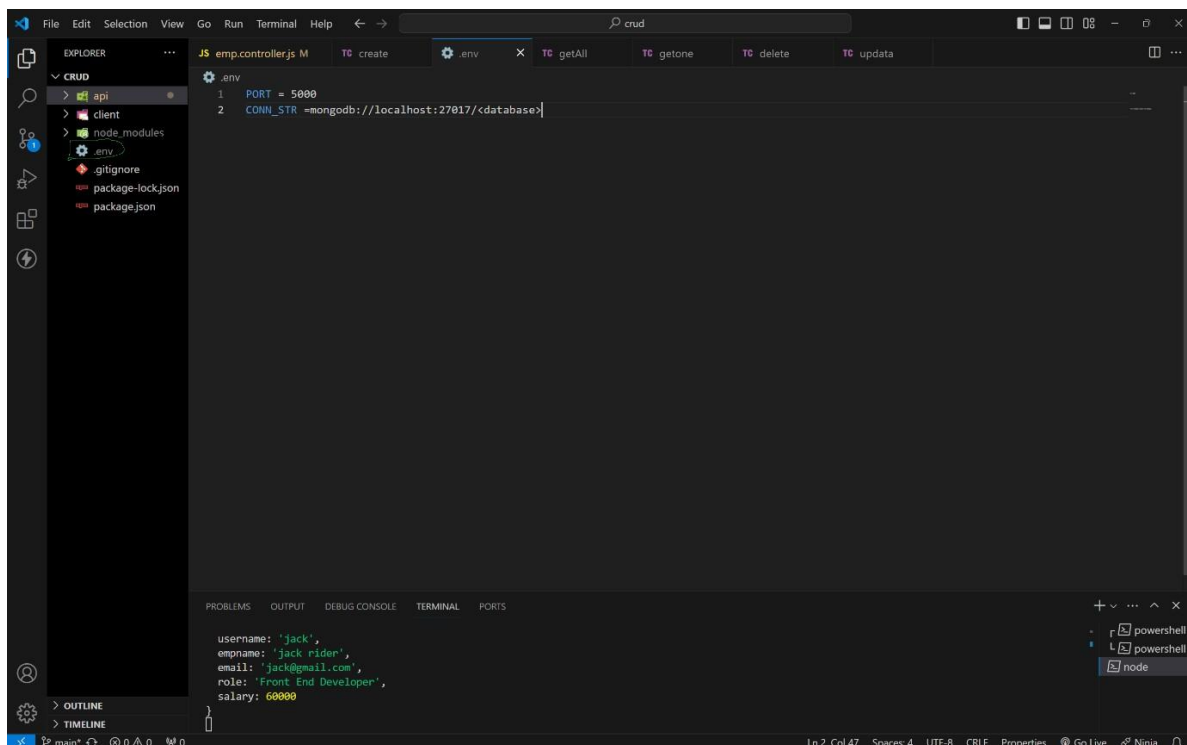 File Edit Selection View Go Run Terminal Help
crud
EXPLORER
JS emp.controller.js M
TC create
.env
TC getAll
TC getone
TC delete
TC updata
CRUD
api
client
node_modules
.env
.gitignore
package-lock.json
package.json
.env
1 PORT = 5000
2 CONN_STR =mongodb://localhost:27017/<database>
1
PROBLEMS OUTPUT DEBUG CONSOLE TERMINAL PORTS
username: 'jack',
empname: 'jack rider',
email: 'jack@gmail.com',
role: 'Front End Developer',
salary: 60000
}
powershell
powershell
node
OUTLINE
TIMELINE
main* 0 0 0
Ln 2, Col 47 Spaces: 4 UTF-8 CRLF Properties Go Live Ninja